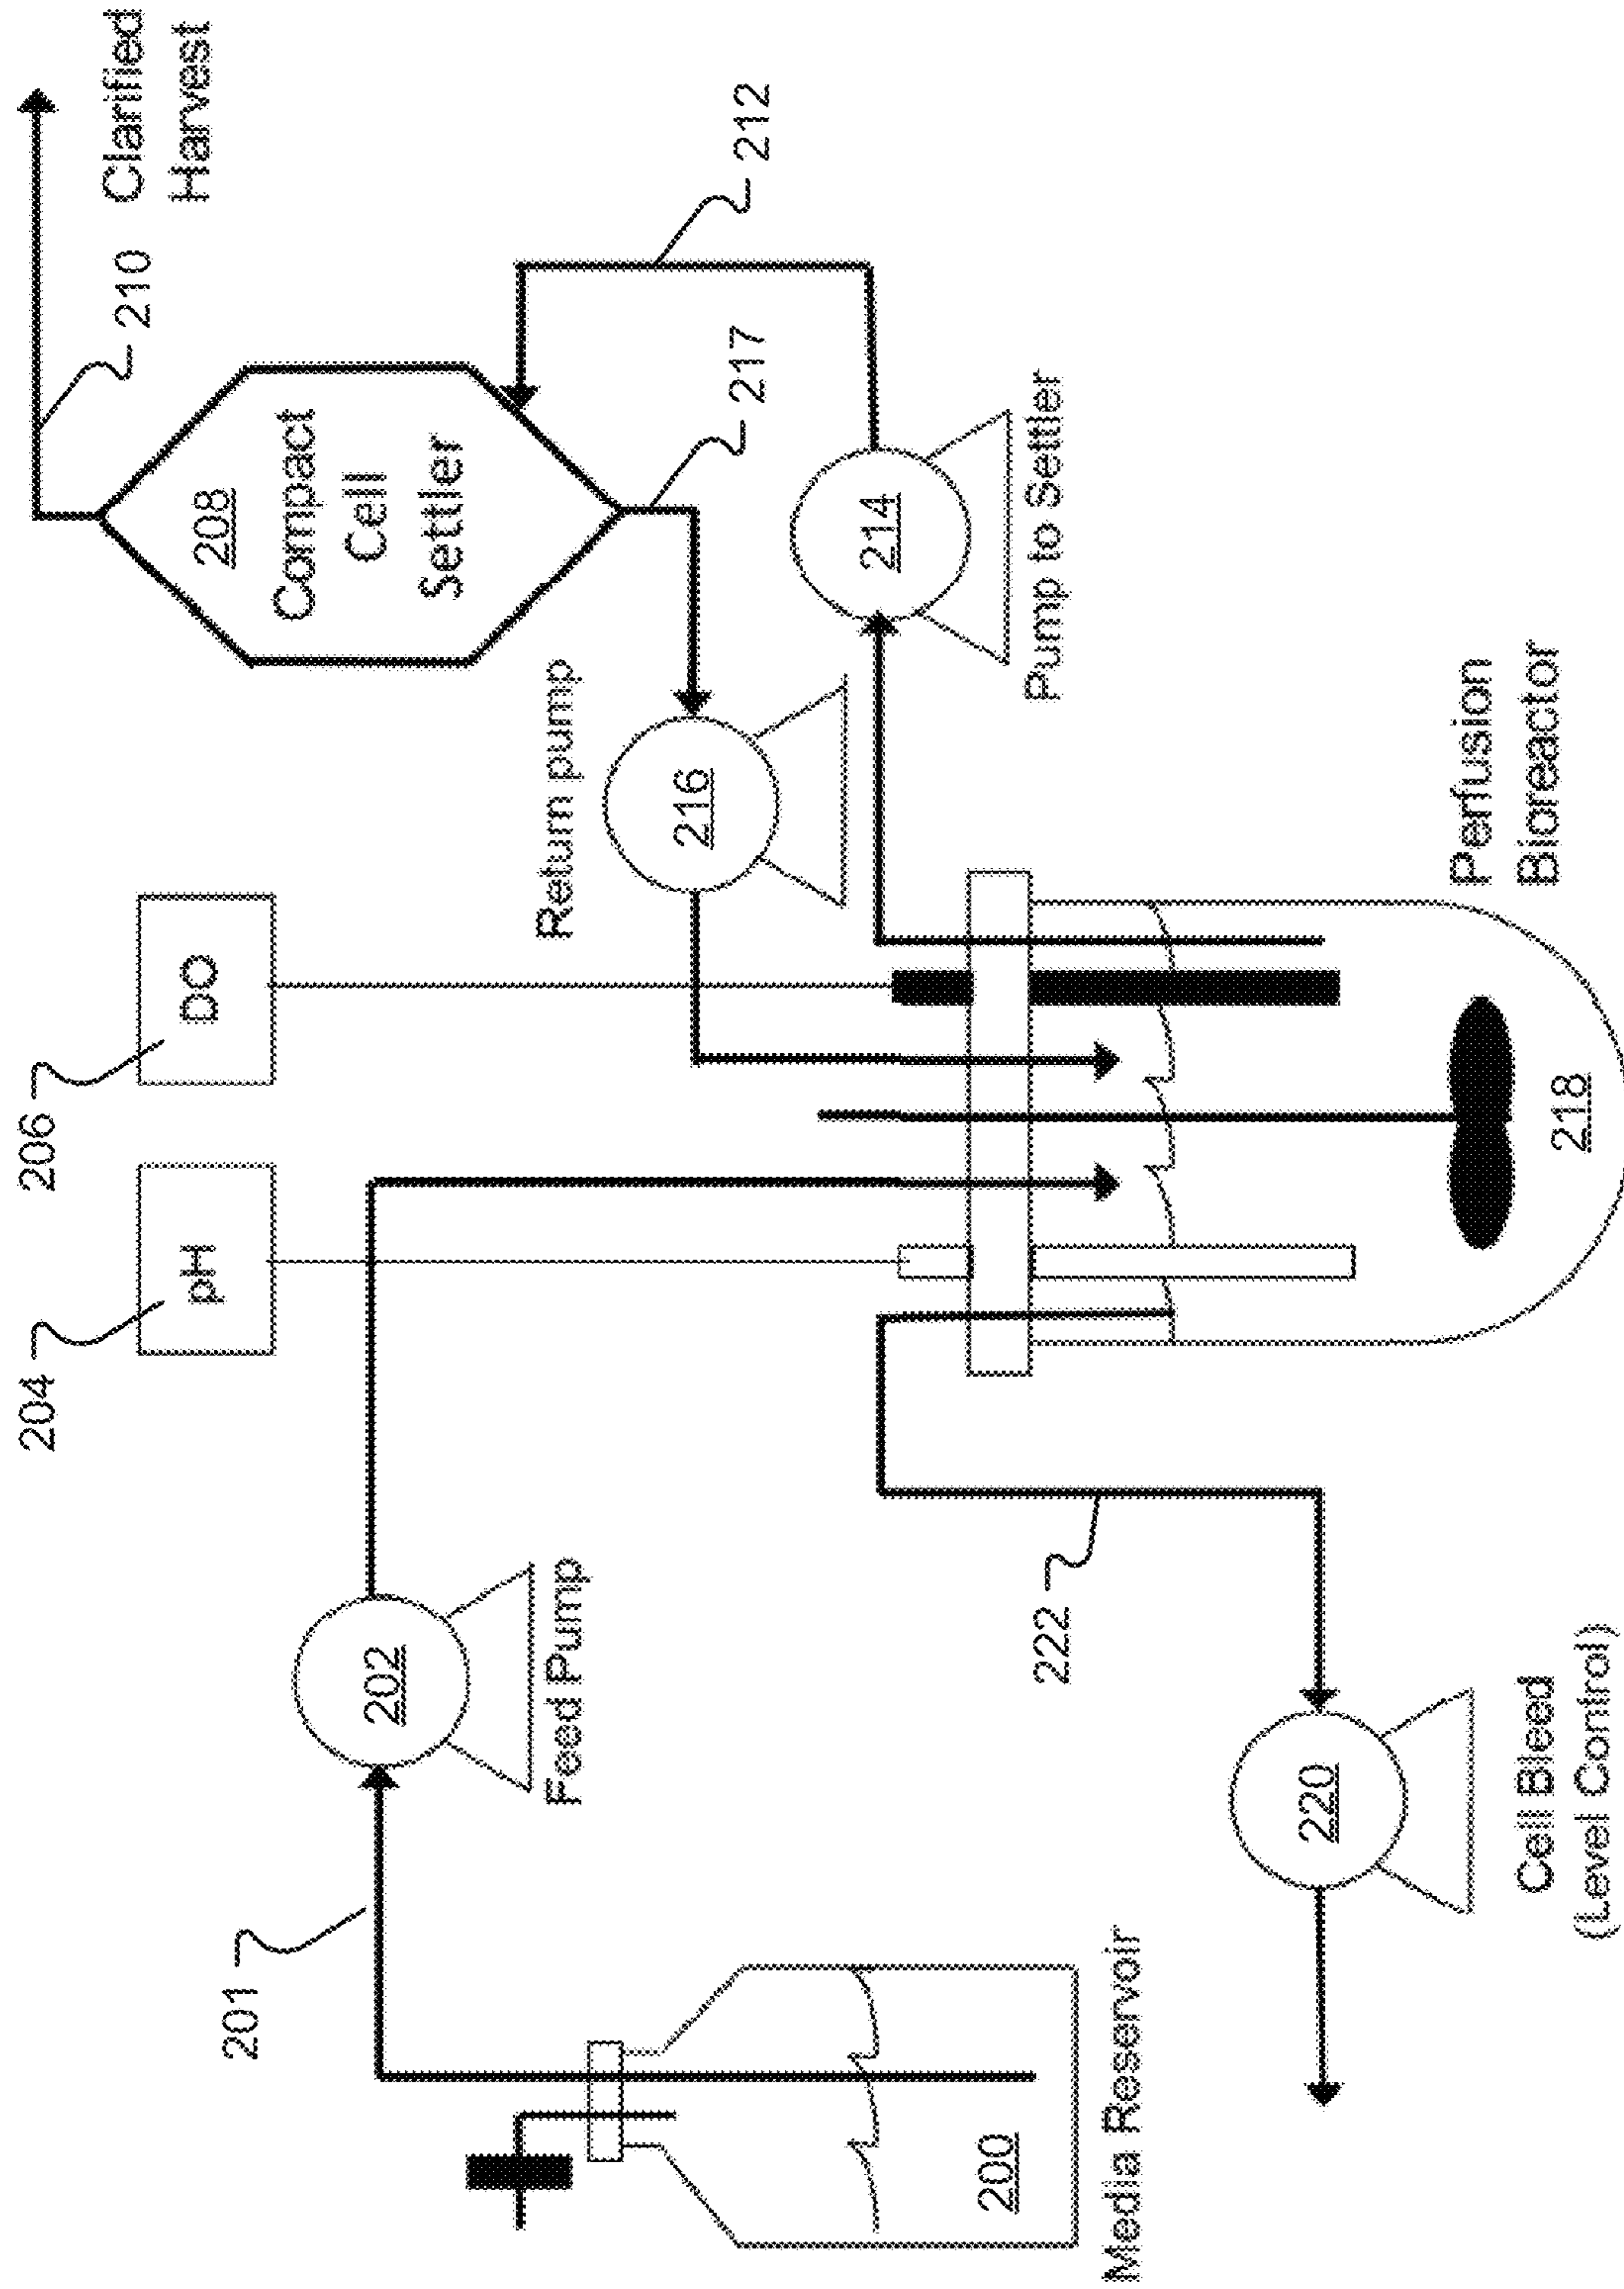 206
204
DO
pH
210
Clarified
Harvest
208
Compact
Cell
Settler
212
217
201
202
Feed Pump
Return pump
216
214
Pump to Settler
200
Media Reservoir
222
220
Cell Bleed
(Level Control)
218
Perfusion
Bioreactor